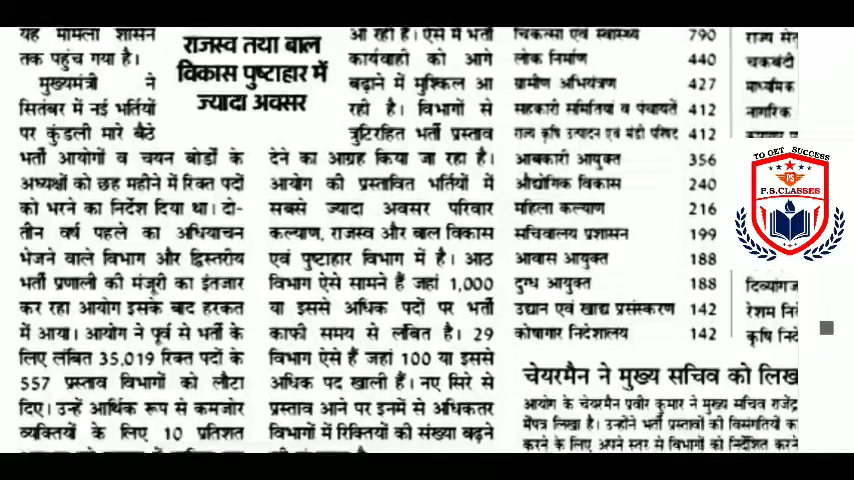 यह मामला शासन
तक पहुंच गया है।
मुख्यमंत्री ने
सितंबर में नई भर्तियों
पर कुंडली मारे बैठे
भर्ती आयोगों व चयन बोर्डों के
अध्यक्षों को छह महीने में रिक्त पदों
को भरने का निर्देश दिया था। दो-
तीन वर्ष पहले का अधियाचन
भेजने वाले विभाग और द्विस्तरीय
भर्ती प्रणाली की मंजूरी का इंतजार
कर रहा आयोग इसके बाद हरकत
में आया। आयोग ने पूर्व से भर्ती के
लिए लंबित 35,019 रिक्त पदों के
557 प्रस्ताव विभागों को लौटा
दिए। उन्हें आर्थिक रूप से कमजोर
व्यक्तियों के लिए 10 प्रतिशत
राजस्व तथा बाल
विकास पुष्टाहार में
ज्यादा अवसर
आ रही है। ऐसे में भर्ती
कार्यवाही को आगे
बढ़ाने में मुश्किल आ
रही है। विभागों से
त्रुटिरहित भर्ती प्रस्ताव
देने का आग्रह किया जा रहा है।
आयोग की प्रस्तावित भर्तियों में
सबसे ज्यादा अवसर परिवार
कल्याण, राजस्व और बाल विकास
एवं पुष्टाहार विभाग में है। आठ
विभाग ऐसे सामने हैं जहां 1,000
या इससे अधिक पदों पर भर्ती
काफी समय से लंबित है। 29
विभाग ऐसे हैं जहां 100 या इससे
अधिक पद खाली हैं। नए सिरे से
प्रस्ताव आने पर इनमें से अधिकतर
विभागों में रिक्तियों की संख्या बढ़ने
चिकित्सा एवं स्वास्थ्य 790
लोक निर्माण 440
ग्रामीण अभियंत्रण 427
सहकारी समितियां व पंचायतें 412
राज्य कृषि उत्पादन एवं मंडी परिषद 412
आबकारी आयुक्त 356
औद्योगिक विकास 240
महिला कल्याण 216
सचिवालय प्रशासन 199
आवास आयुक्त 188
दुग्ध आयुक्त 188
उद्यान एवं खाद्य प्रसंस्करण 142
कोषागार निदेशालय 142
चेयरमैन ने मुख्य सचिव को लिख
आयोग के चेयरमैन प्रवीर कुमार ने मुख्य सचिव राजेंद्र
में पत्र लिखा है। उन्होंने भर्ती प्रस्तावों की विसंगतियों क
करने के लिए अपने स्तर से विभागों को निर्देशित करने
राज्य सेत
चकबंदी
माध्यमिक
नागरिक
दिव्यांगज
रेशम नि
कृषि निदे
TO GET SUCCESS
PS
P.S.CLASSES